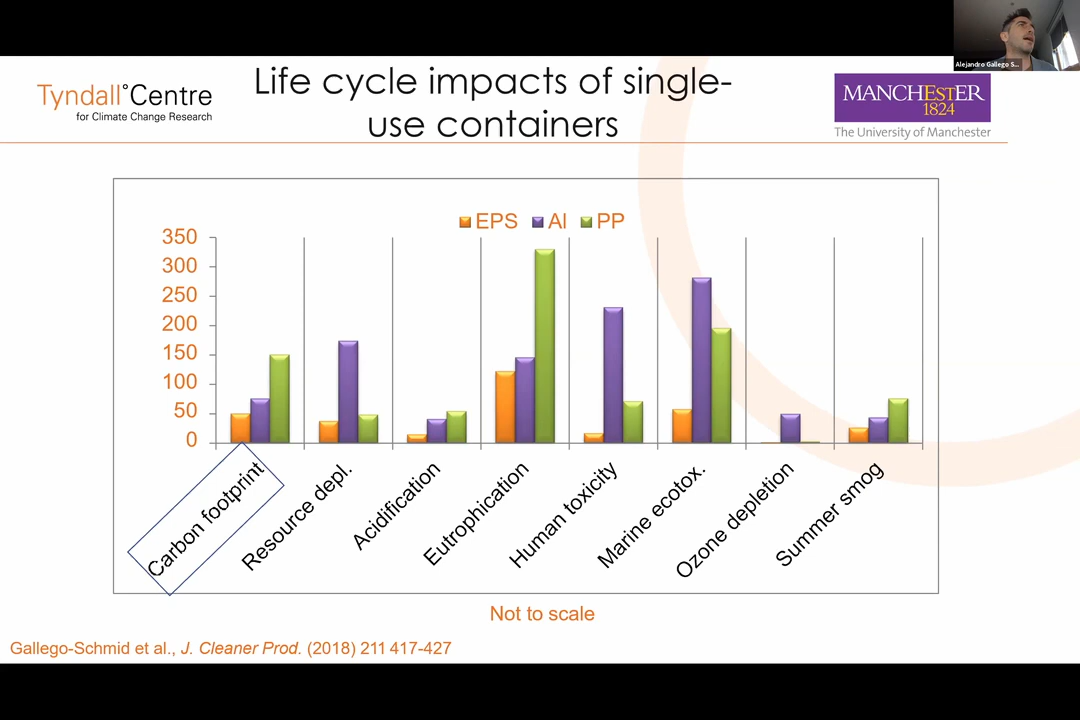 Alejandro Gallego S...
Tyndall°Centre
for Climate Change Research
Life cycle impacts of single-
use containers
MANCHESTER
1824
The University of Manchester
EPS Al PP
350
300
250
200
150
100
50
0
Carbon footprint
Resource depl.
Acidification
Eutrophication
Human toxicity
Marine ecotox.
Ozone depletion
Summer smog
Not to scale
Gallego-Schmid et al., J. Cleaner Prod. (2018) 211 417-427